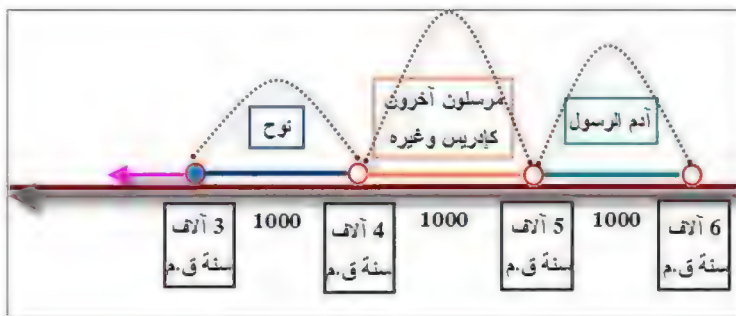 آدم الرسول
مرسلون آخرون
كإدريس وغيره
نوح
1000
1000
1000
6 آلاف
سنة ق.م
5 آلاف
سنة ق.م
4 آلاف
سنة ق.م
3 آلاف
سنة ق.م